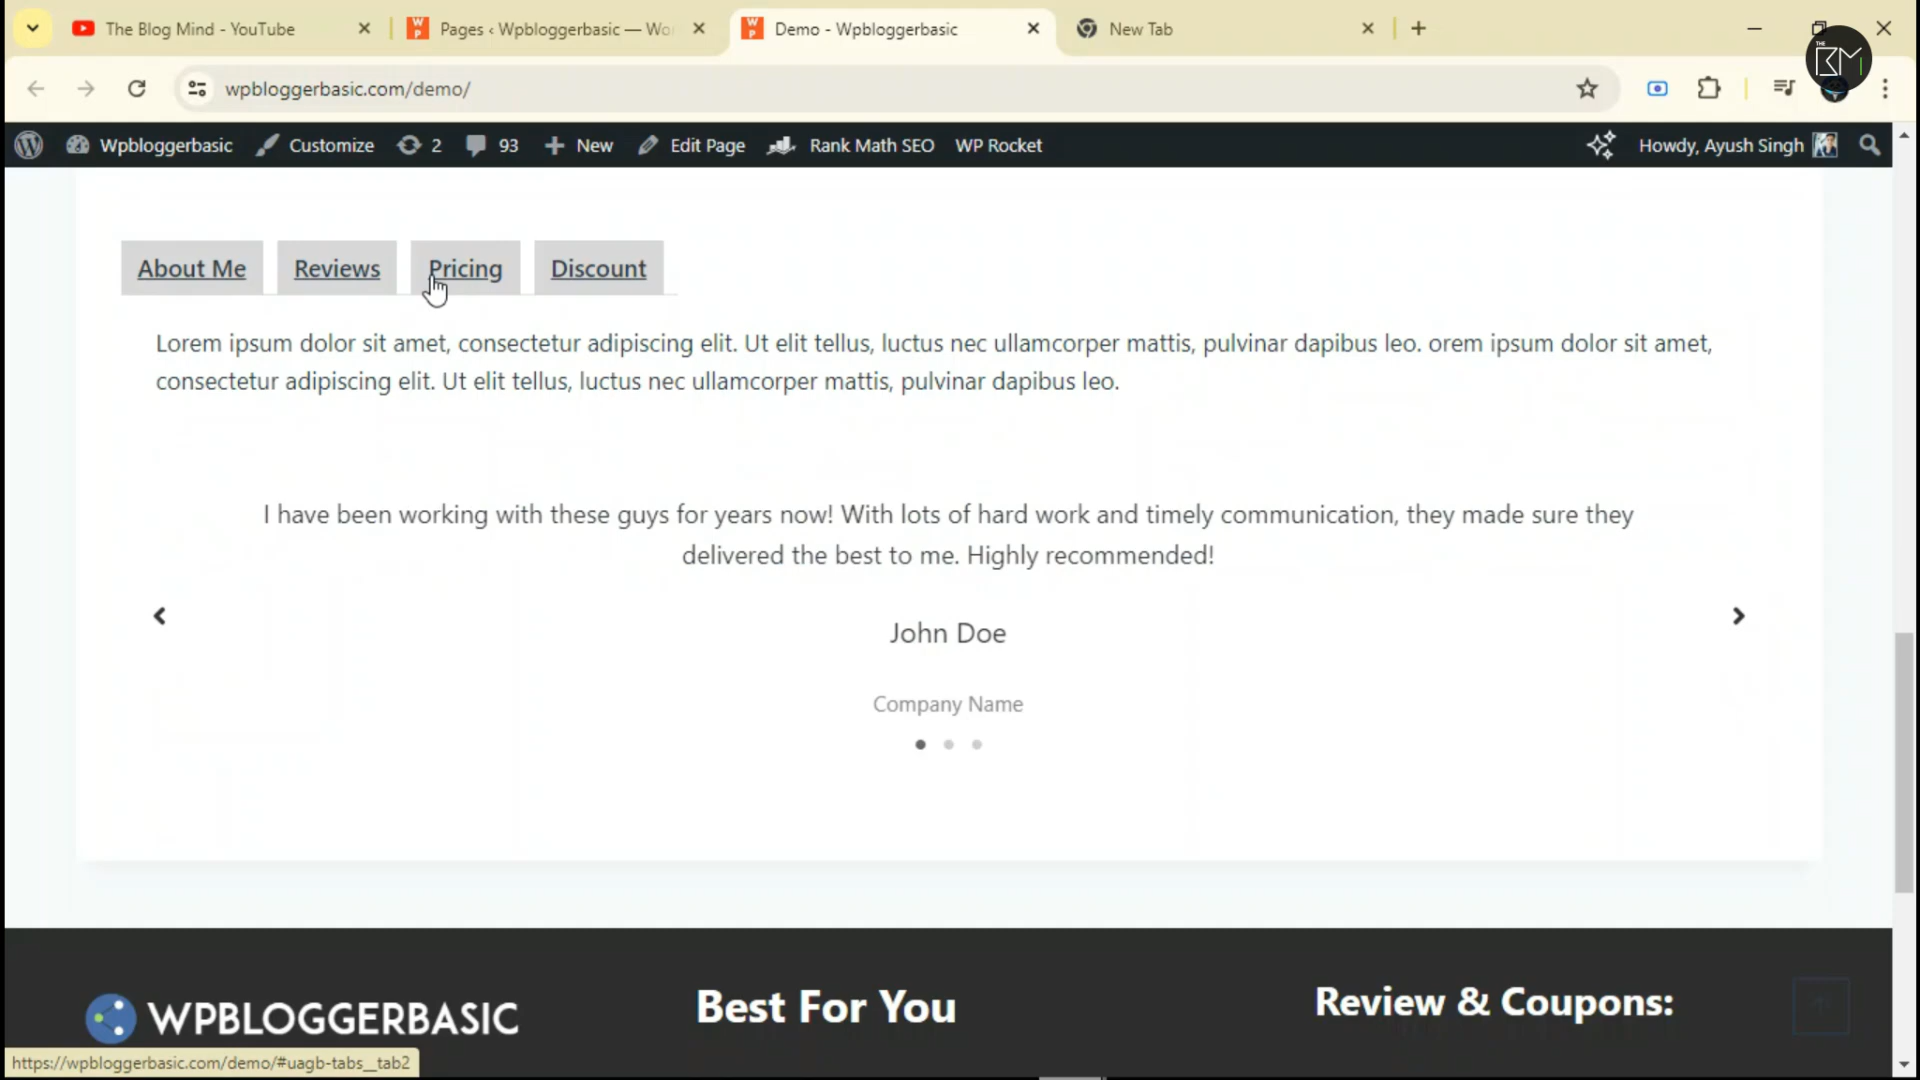 The Blog Mind - YouTube
Pages ‹ Wpbloggerbasic — Wo
Demo - Wpbloggerbasic
New Tab
THE BM
wpbloggerbasic.com/demo/
Wpbloggerbasic
Customize
2
93
New
Edit Page
Rank Math SEO
WP Rocket
Howdy, Ayush Singh
About Me
Reviews
Pricing
Discount
Lorem ipsum dolor sit amet, consectetur adipiscing elit. Ut elit tellus, luctus nec ullamcorper mattis, pulvinar dapibus leo. orem ipsum dolor sit amet,
consectetur adipiscing elit. Ut elit tellus, luctus nec ullamcorper mattis, pulvinar dapibus leo.
I have been working with these guys for years now! With lots of hard work and timely communication, they made sure they
delivered the best to me. Highly recommended!
John Doe
Company Name
WPBLOGGERBASIC
Best For You
Review & Coupons:
https://wpbloggerbasic.com/demo/#uagb-tabs__tab2